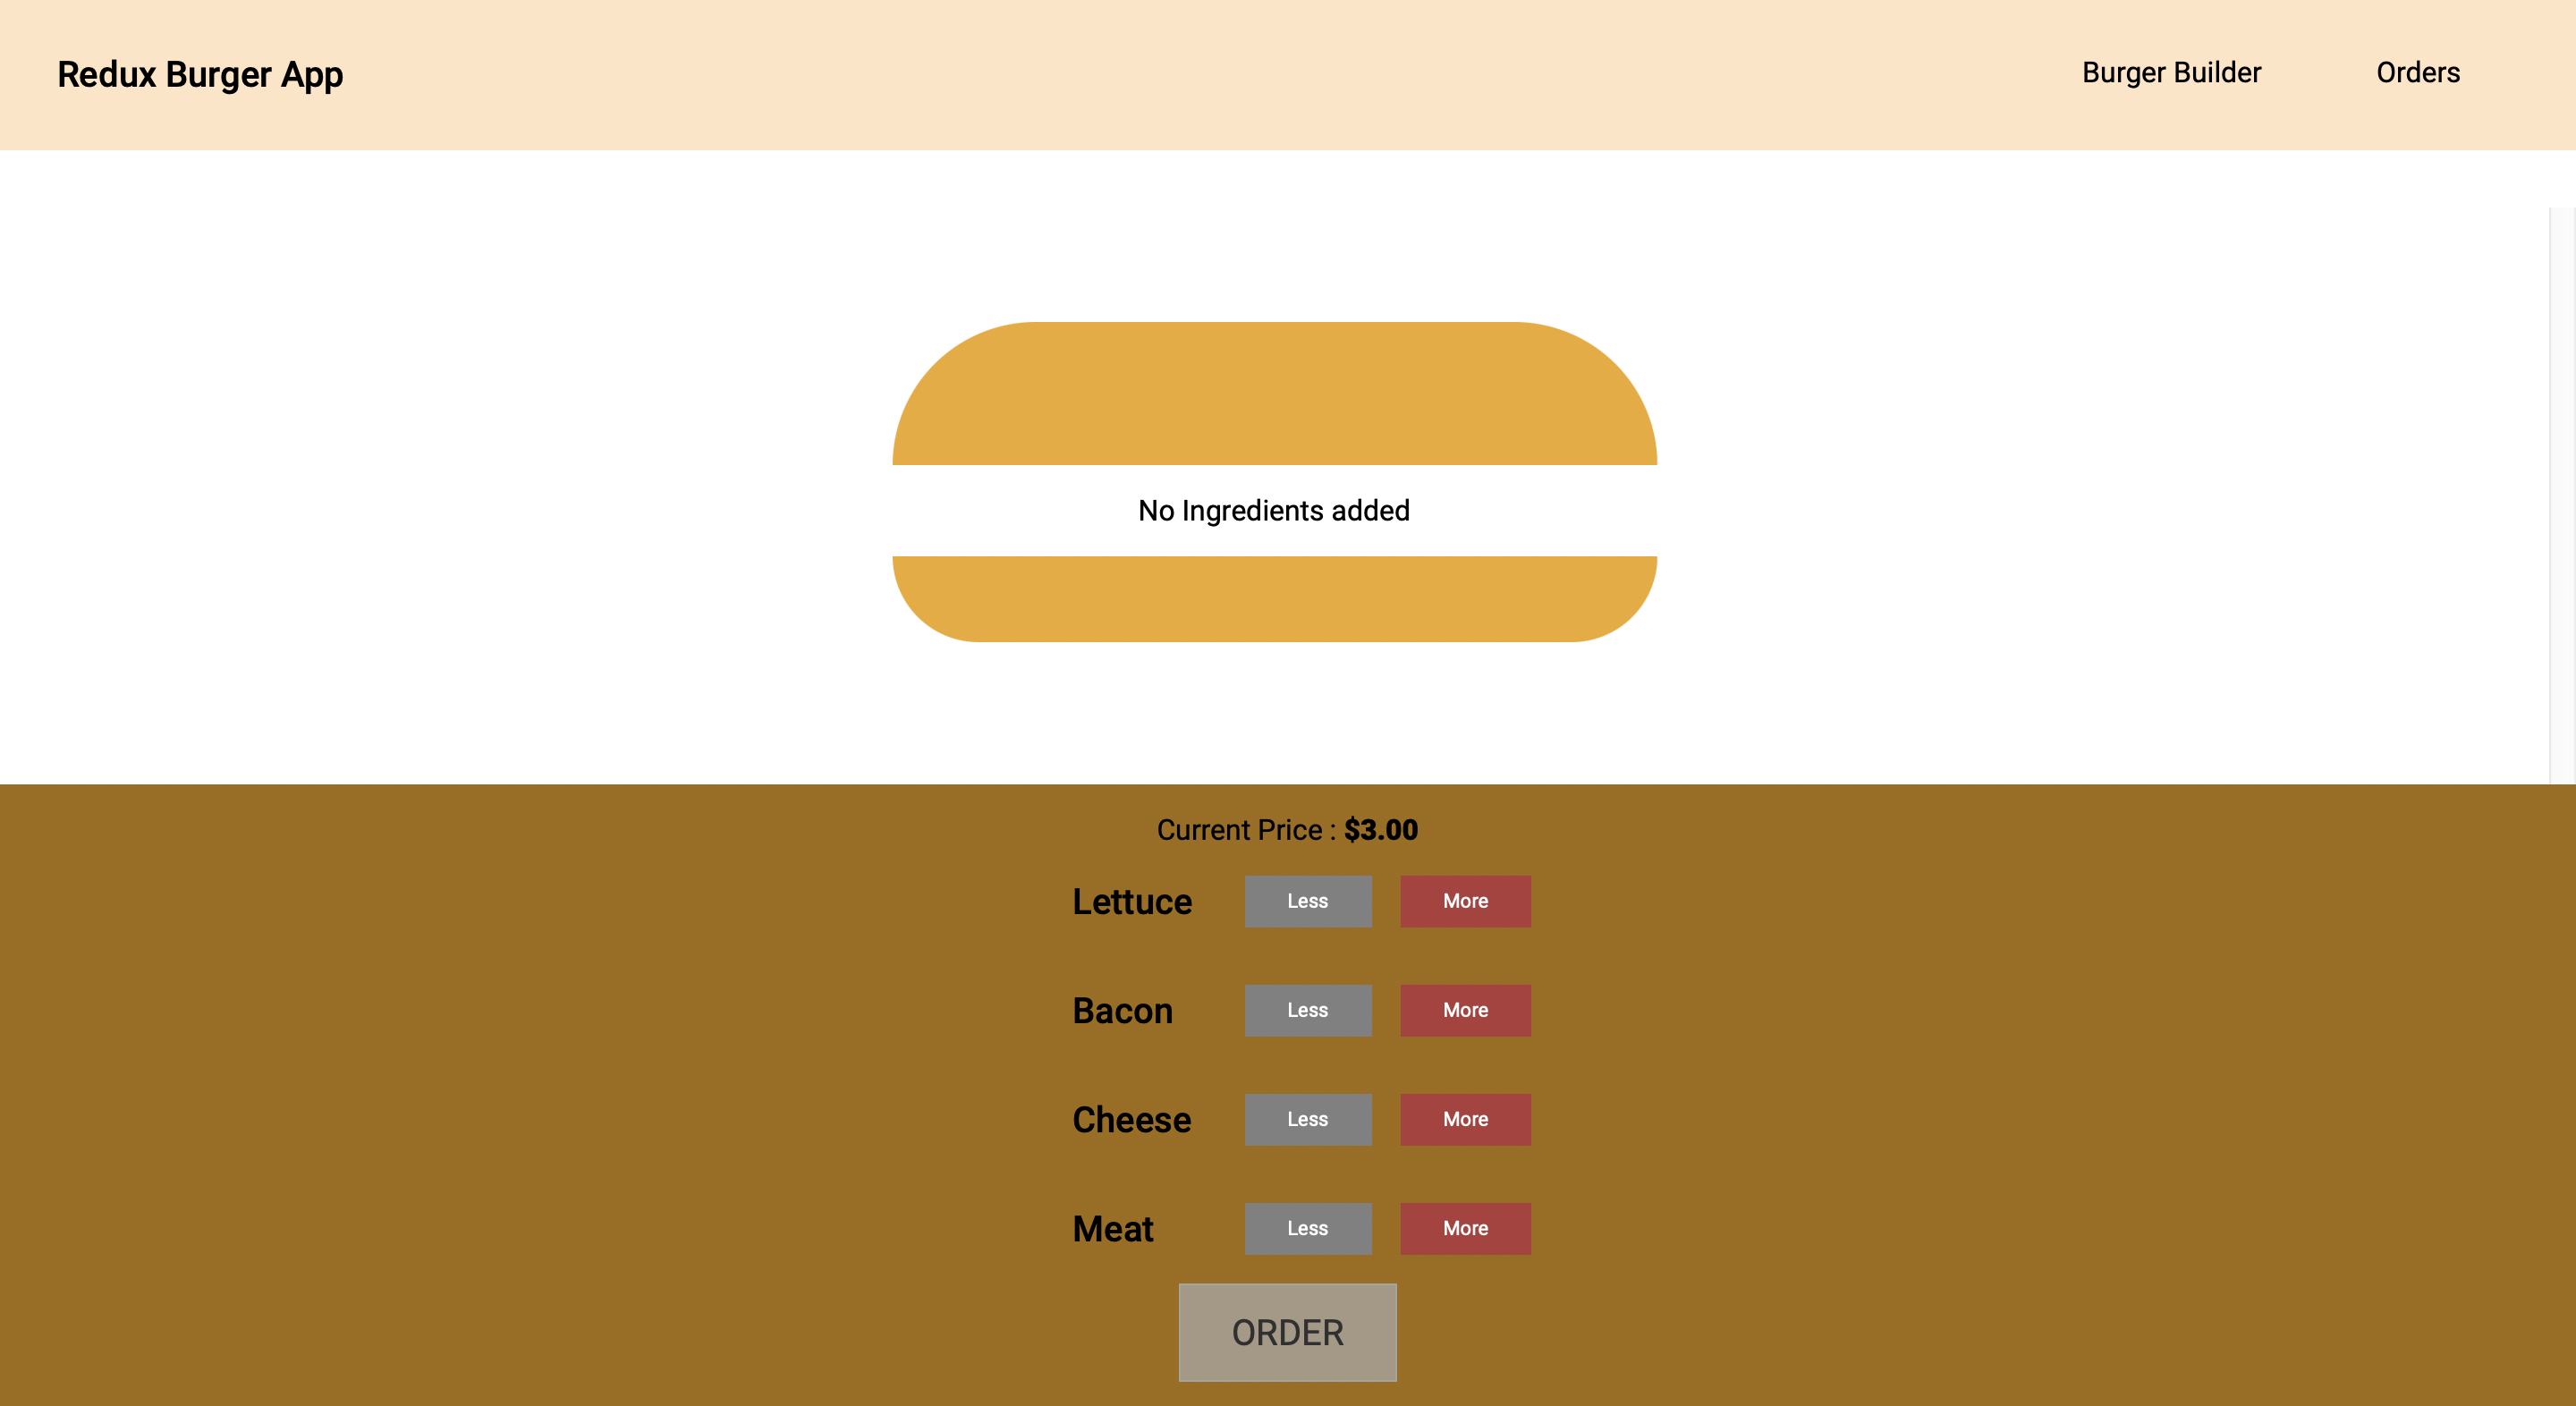 Redux Burger App Burger Builder Orders
No Ingredients added
Current Price : $3.00
Lettuce Less More
Bacon Less More
Cheese Less More
Meat Less More
ORDER